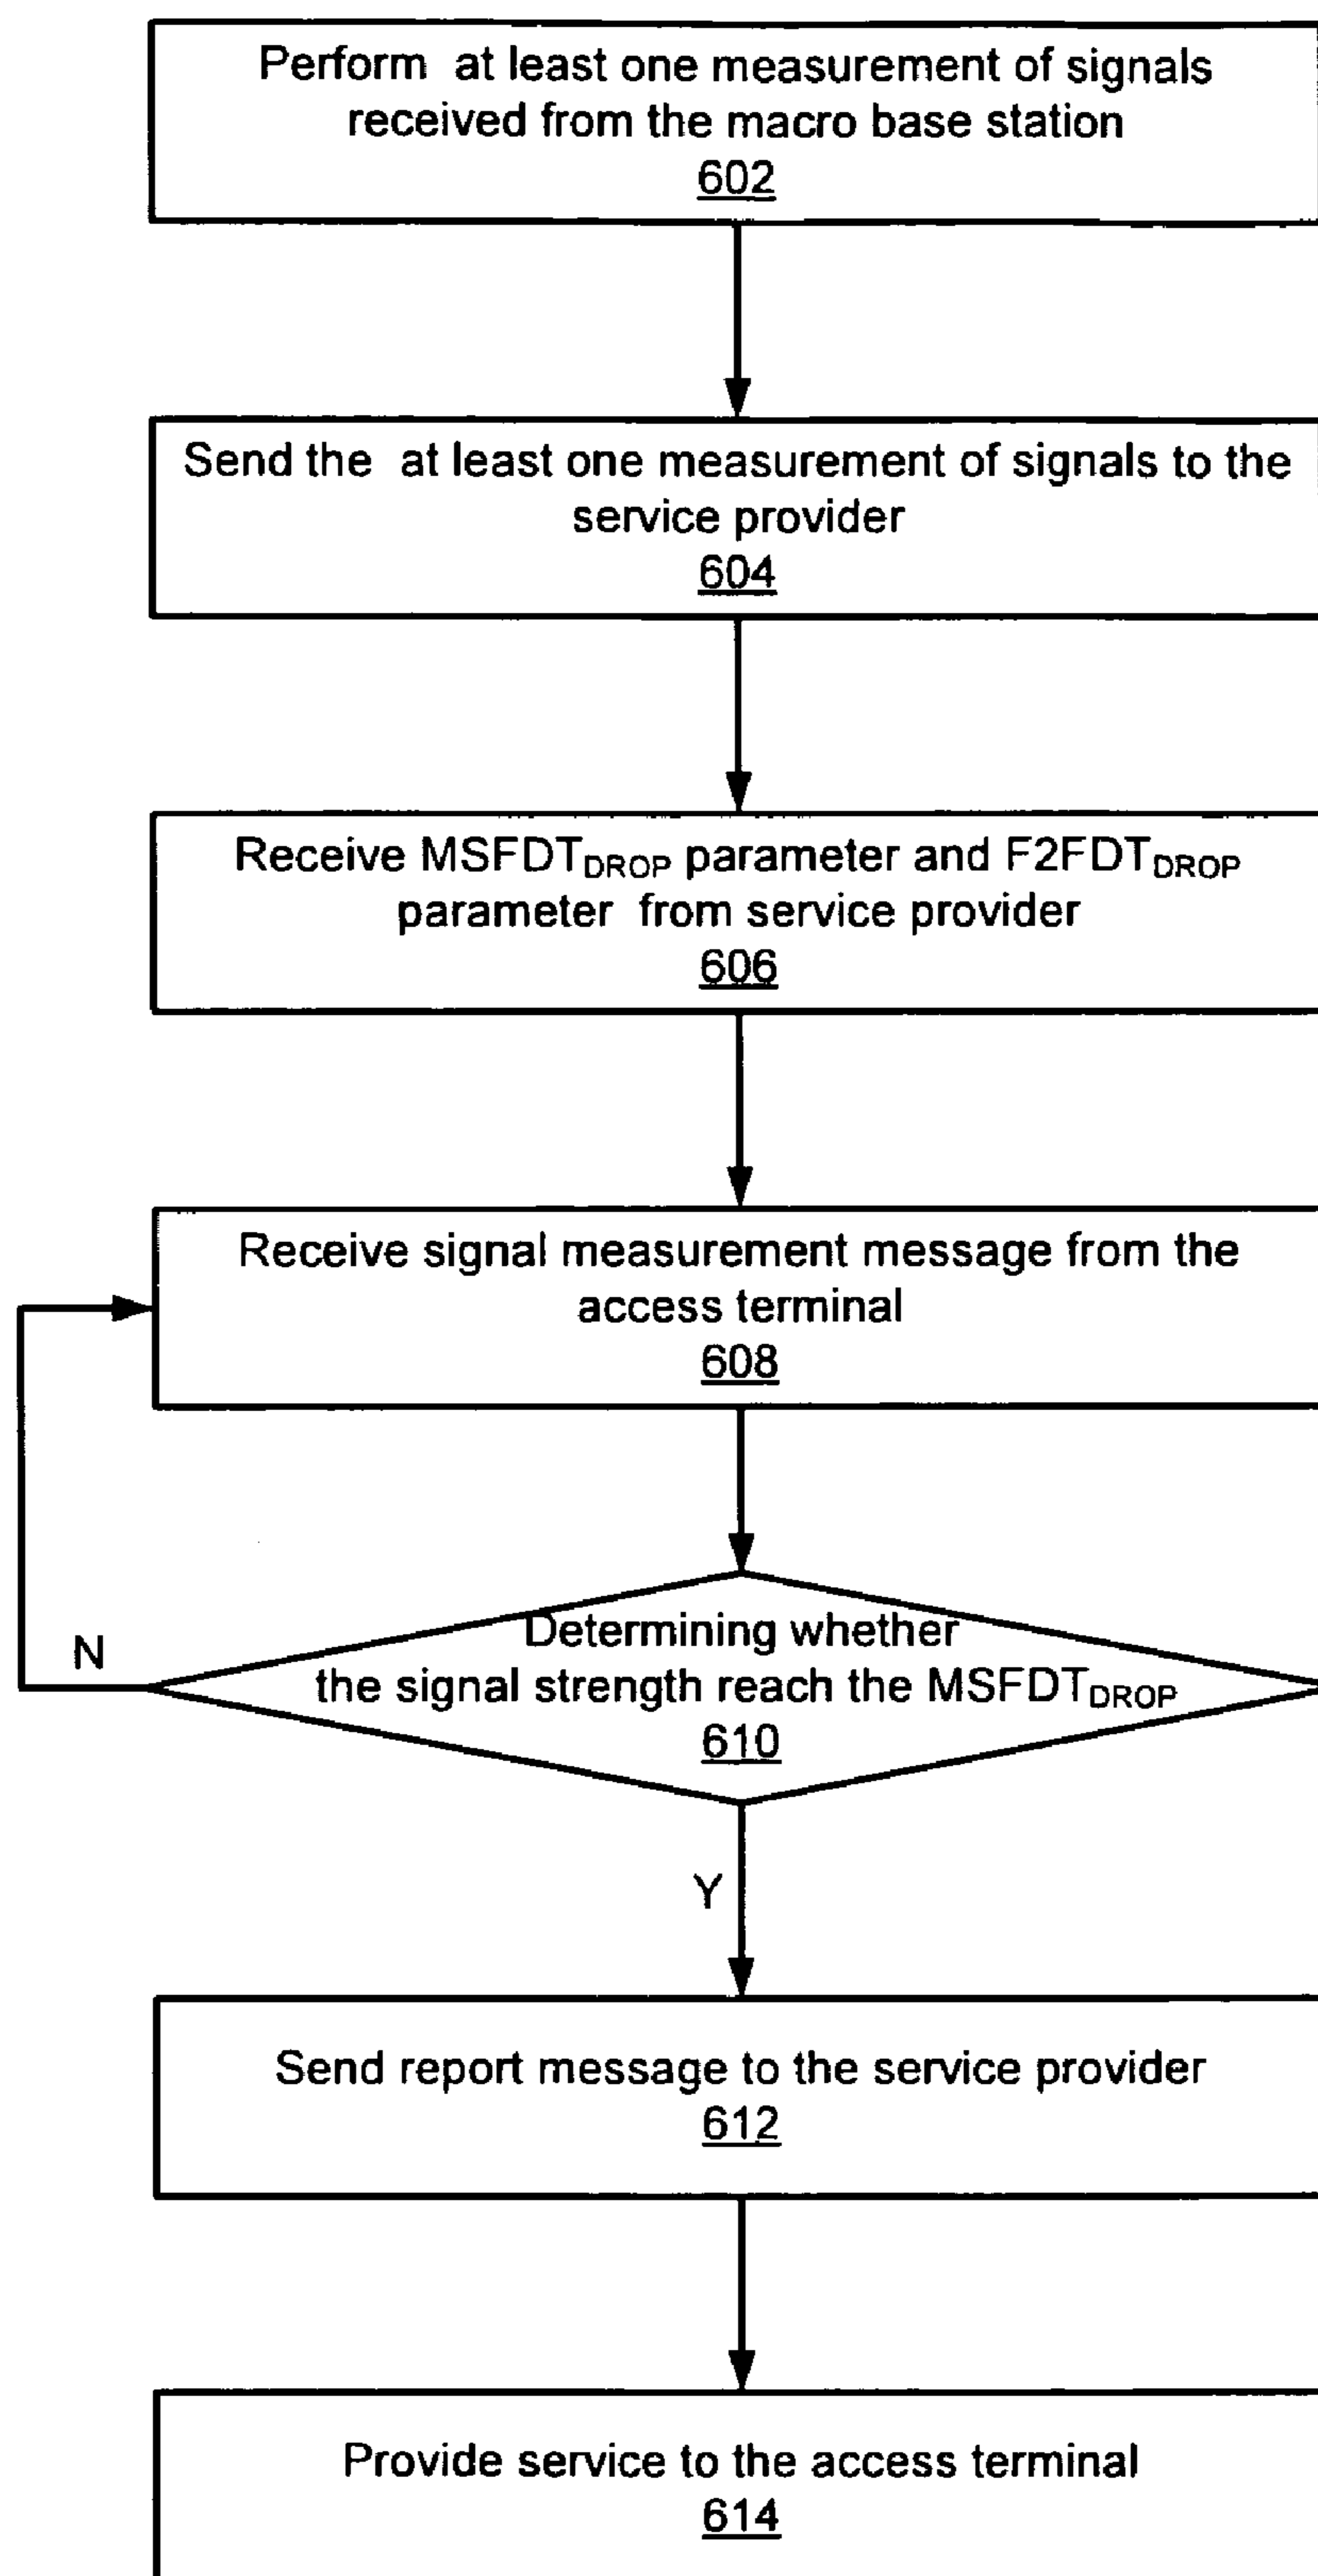 Perform at least one measurement of signals
received from the macro base station
602
Send the at least one measurement of signals to the
service provider
604
Receive MSFDT_DROP parameter and F2FDT_DROP
parameter from service provider
606
Receive signal measurement message from the
access terminal
608
Determining whether
the signal strength reach the MSFDT_DROP
610
N
Y
Send report message to the service provider
612
Provide service to the access terminal
614